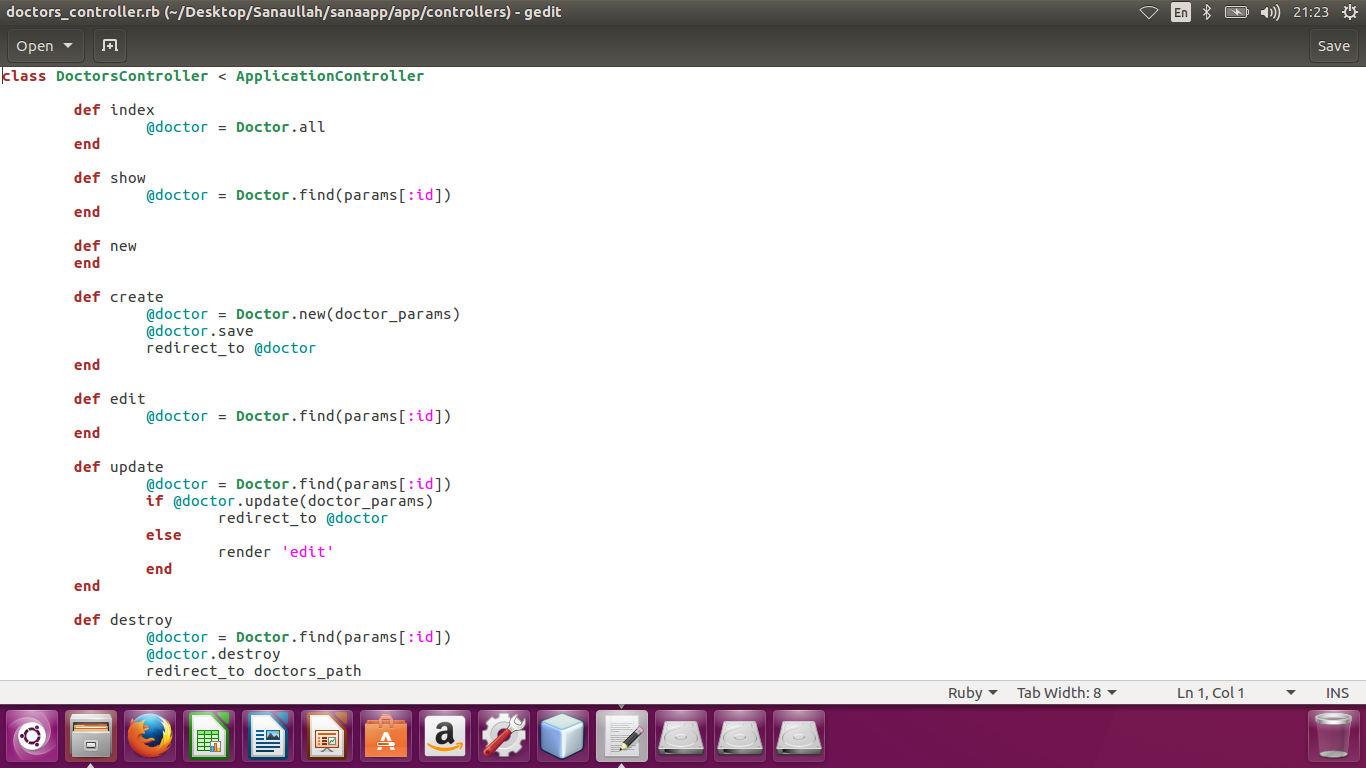 doctors_controller.rb (~/Desktop/Sanaullah/sanaapp/app/controllers) - gedit
En
21:23
Open
Save
class DoctorsController < ApplicationController
def index
@doctor = Doctor.all
end
def show
@doctor = Doctor.find(params[:id])
end
def new
end
def create
@doctor = Doctor.new(doctor_params)
@doctor.save
redirect_to @doctor
end
def edit
@doctor = Doctor.find(params[:id])
end
def update
@doctor = Doctor.find(params[:id])
if @doctor.update(doctor_params)
redirect_to @doctor
else
render 'edit'
end
end
def destroy
@doctor = Doctor.find(params[:id])
@doctor.destroy
redirect_to doctors_path
Ruby
Tab Width: 8
Ln 1, Col 1
INS